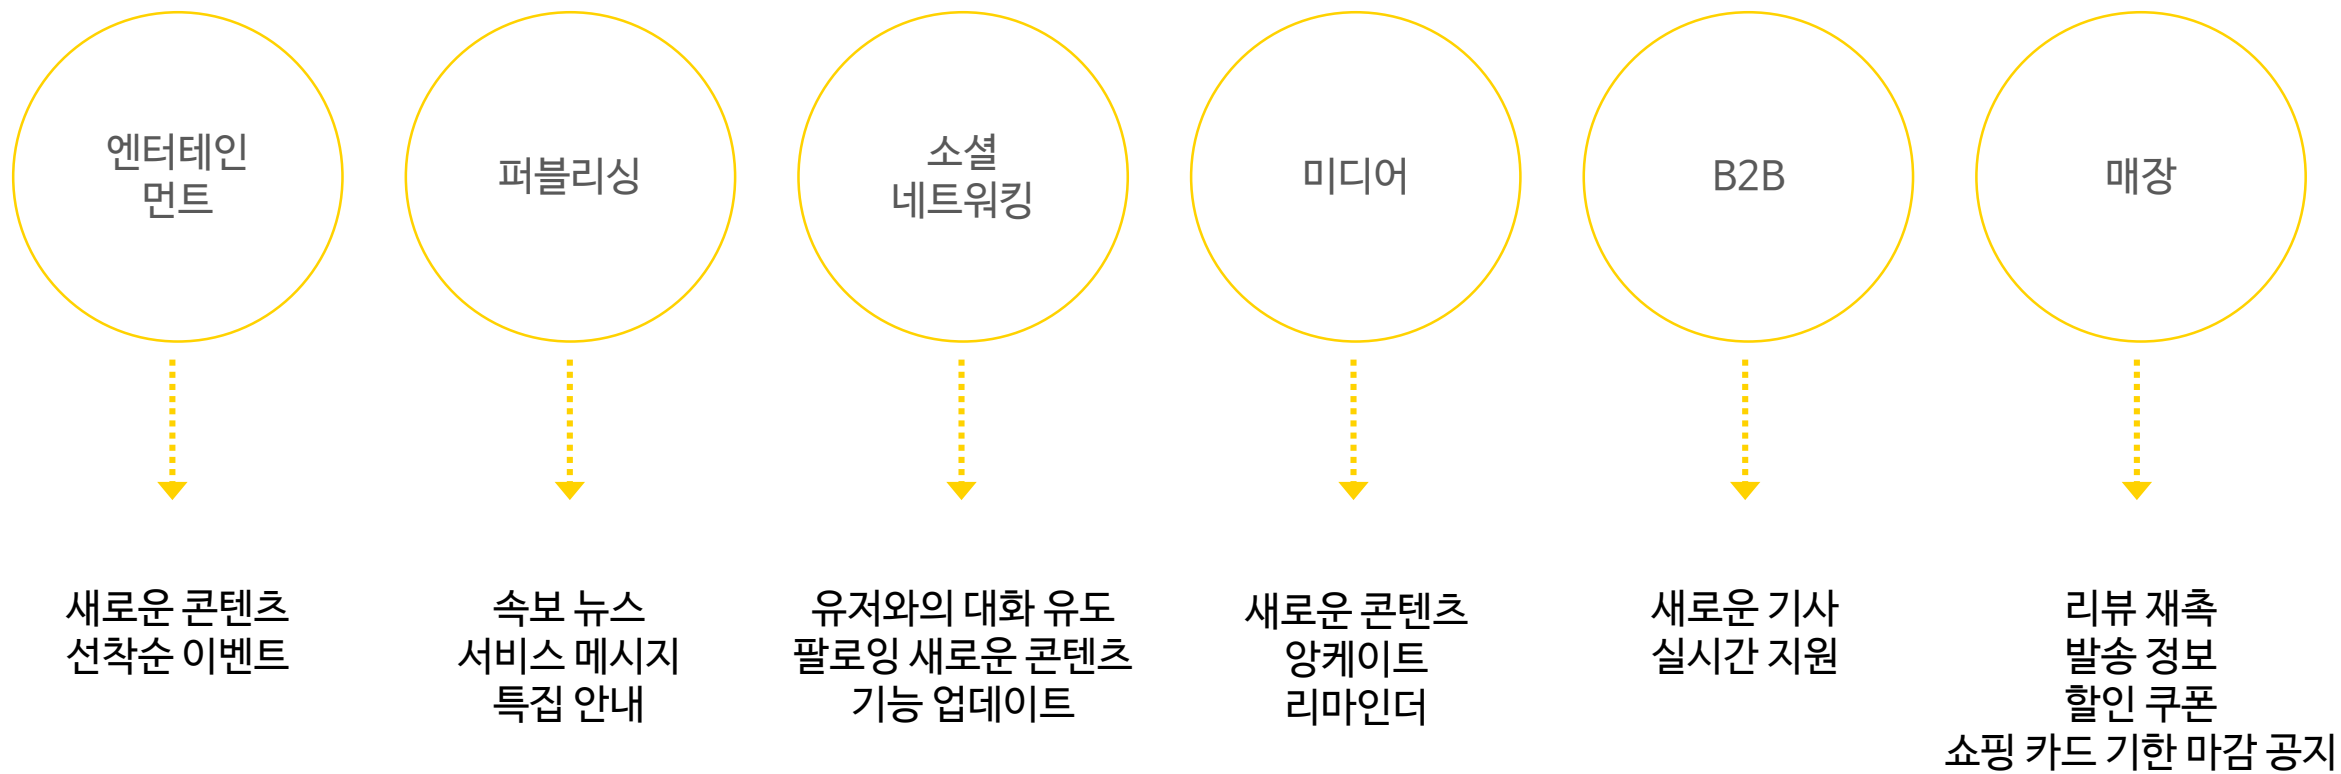 엔터테인
먼트
퍼블리싱
소셜
네트워킹
미디어
B2B
매장
새로운 콘텐츠
선착순 이벤트
속보 뉴스
서비스 메시지
특집 안내
유저와의 대화 유도
팔로잉 새로운 콘텐츠
기능 업데이트
새로운 콘텐츠
앙케이트
리마인더
새로운 기사
실시간 지원
리뷰 재촉
발송 정보
할인 쿠폰
쇼핑 카드 기한 마감 공지